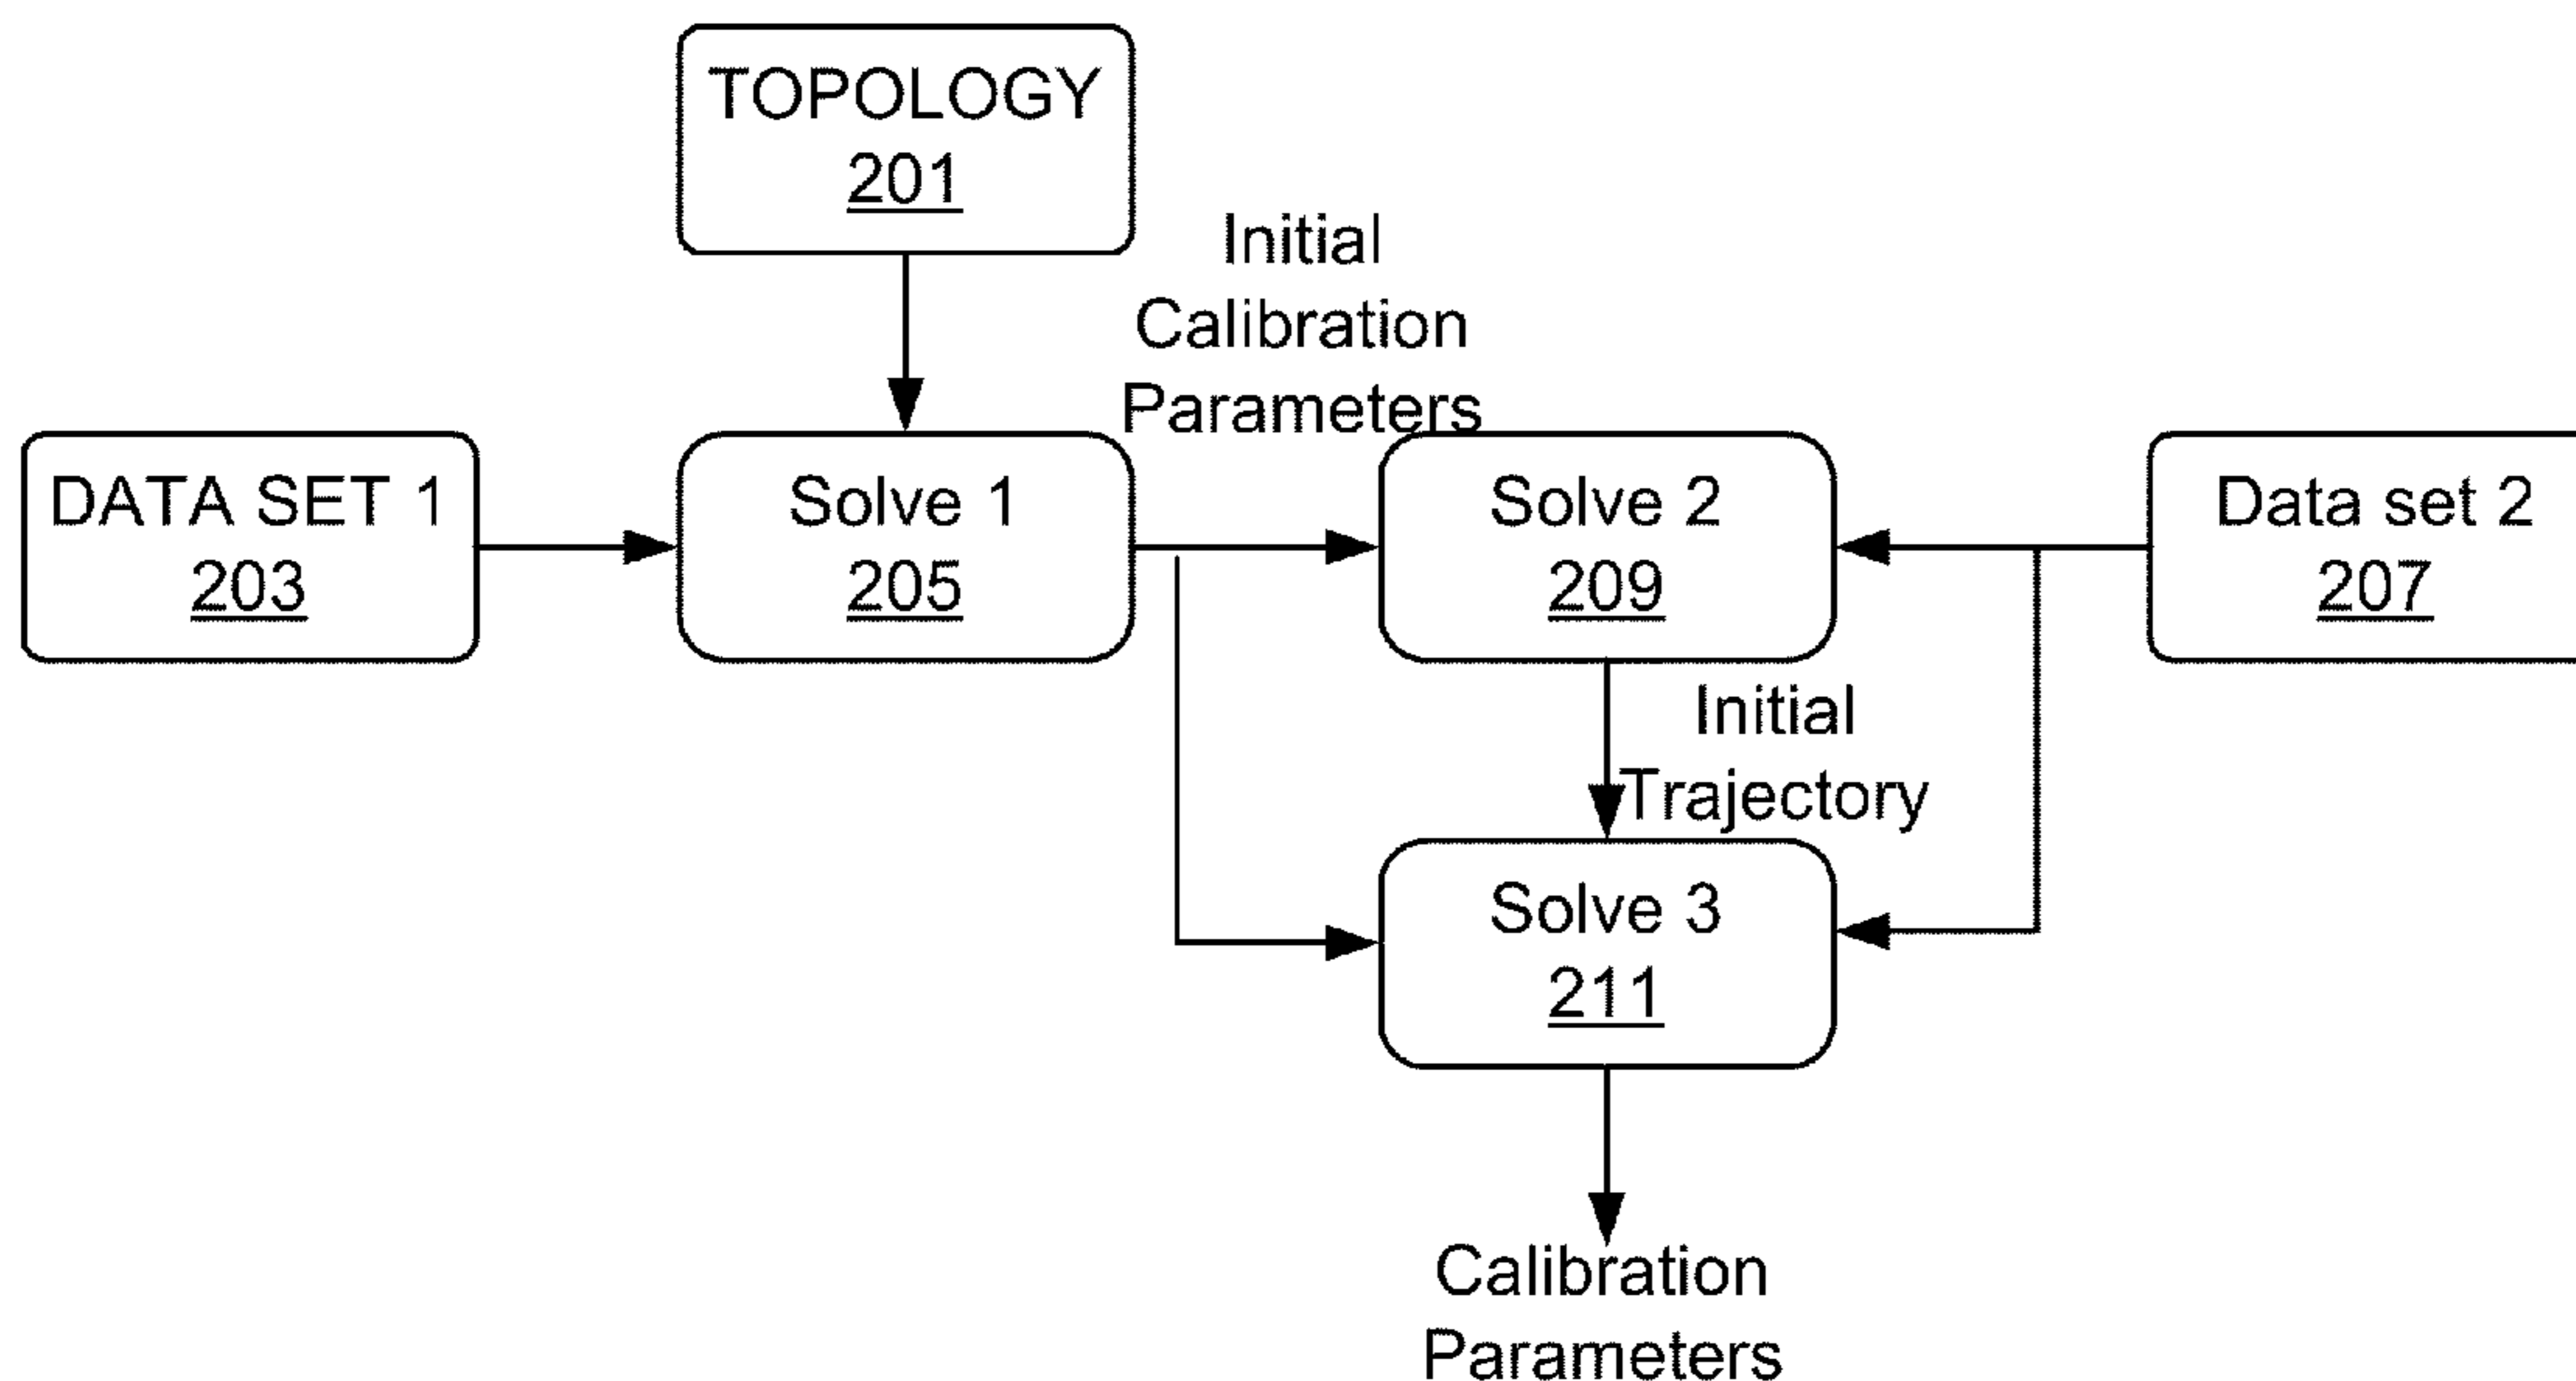 TOPOLOGY
201
Initial
Calibration
Parameters
DATA SET 1
203
Solve 1
205
Solve 2
209
Data set 2
207
Initial
Trajectory
Solve 3
211
Calibration
Parameters